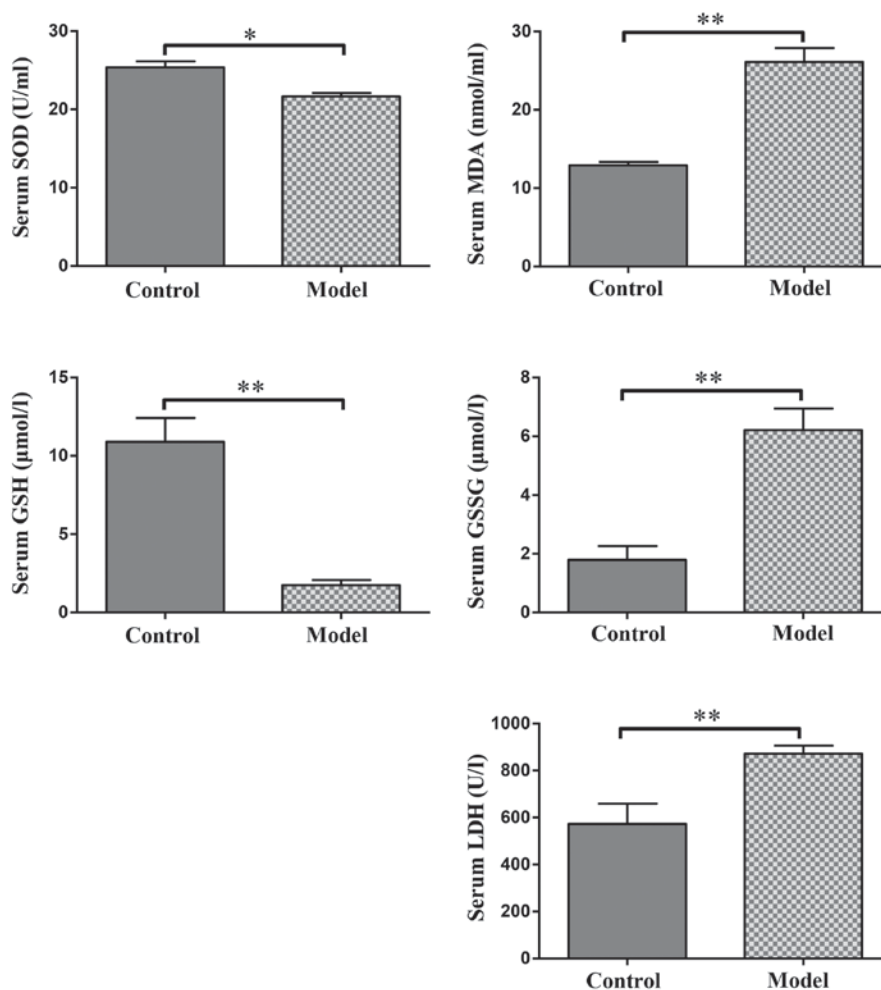 Serum SOD (U/ml)
30
20
10
0
*
Control Model
Serum MDA (nmol/ml)
30
20
10
0
**
Control Model
Serum GSH (μmol/l)
15
10
5
0
**
Control Model
Serum GSSG (μmol/l)
8
6
4
2
0
**
Control Model
Serum LDH (U/l)
1000
800
600
400
200
0
**
Control Model